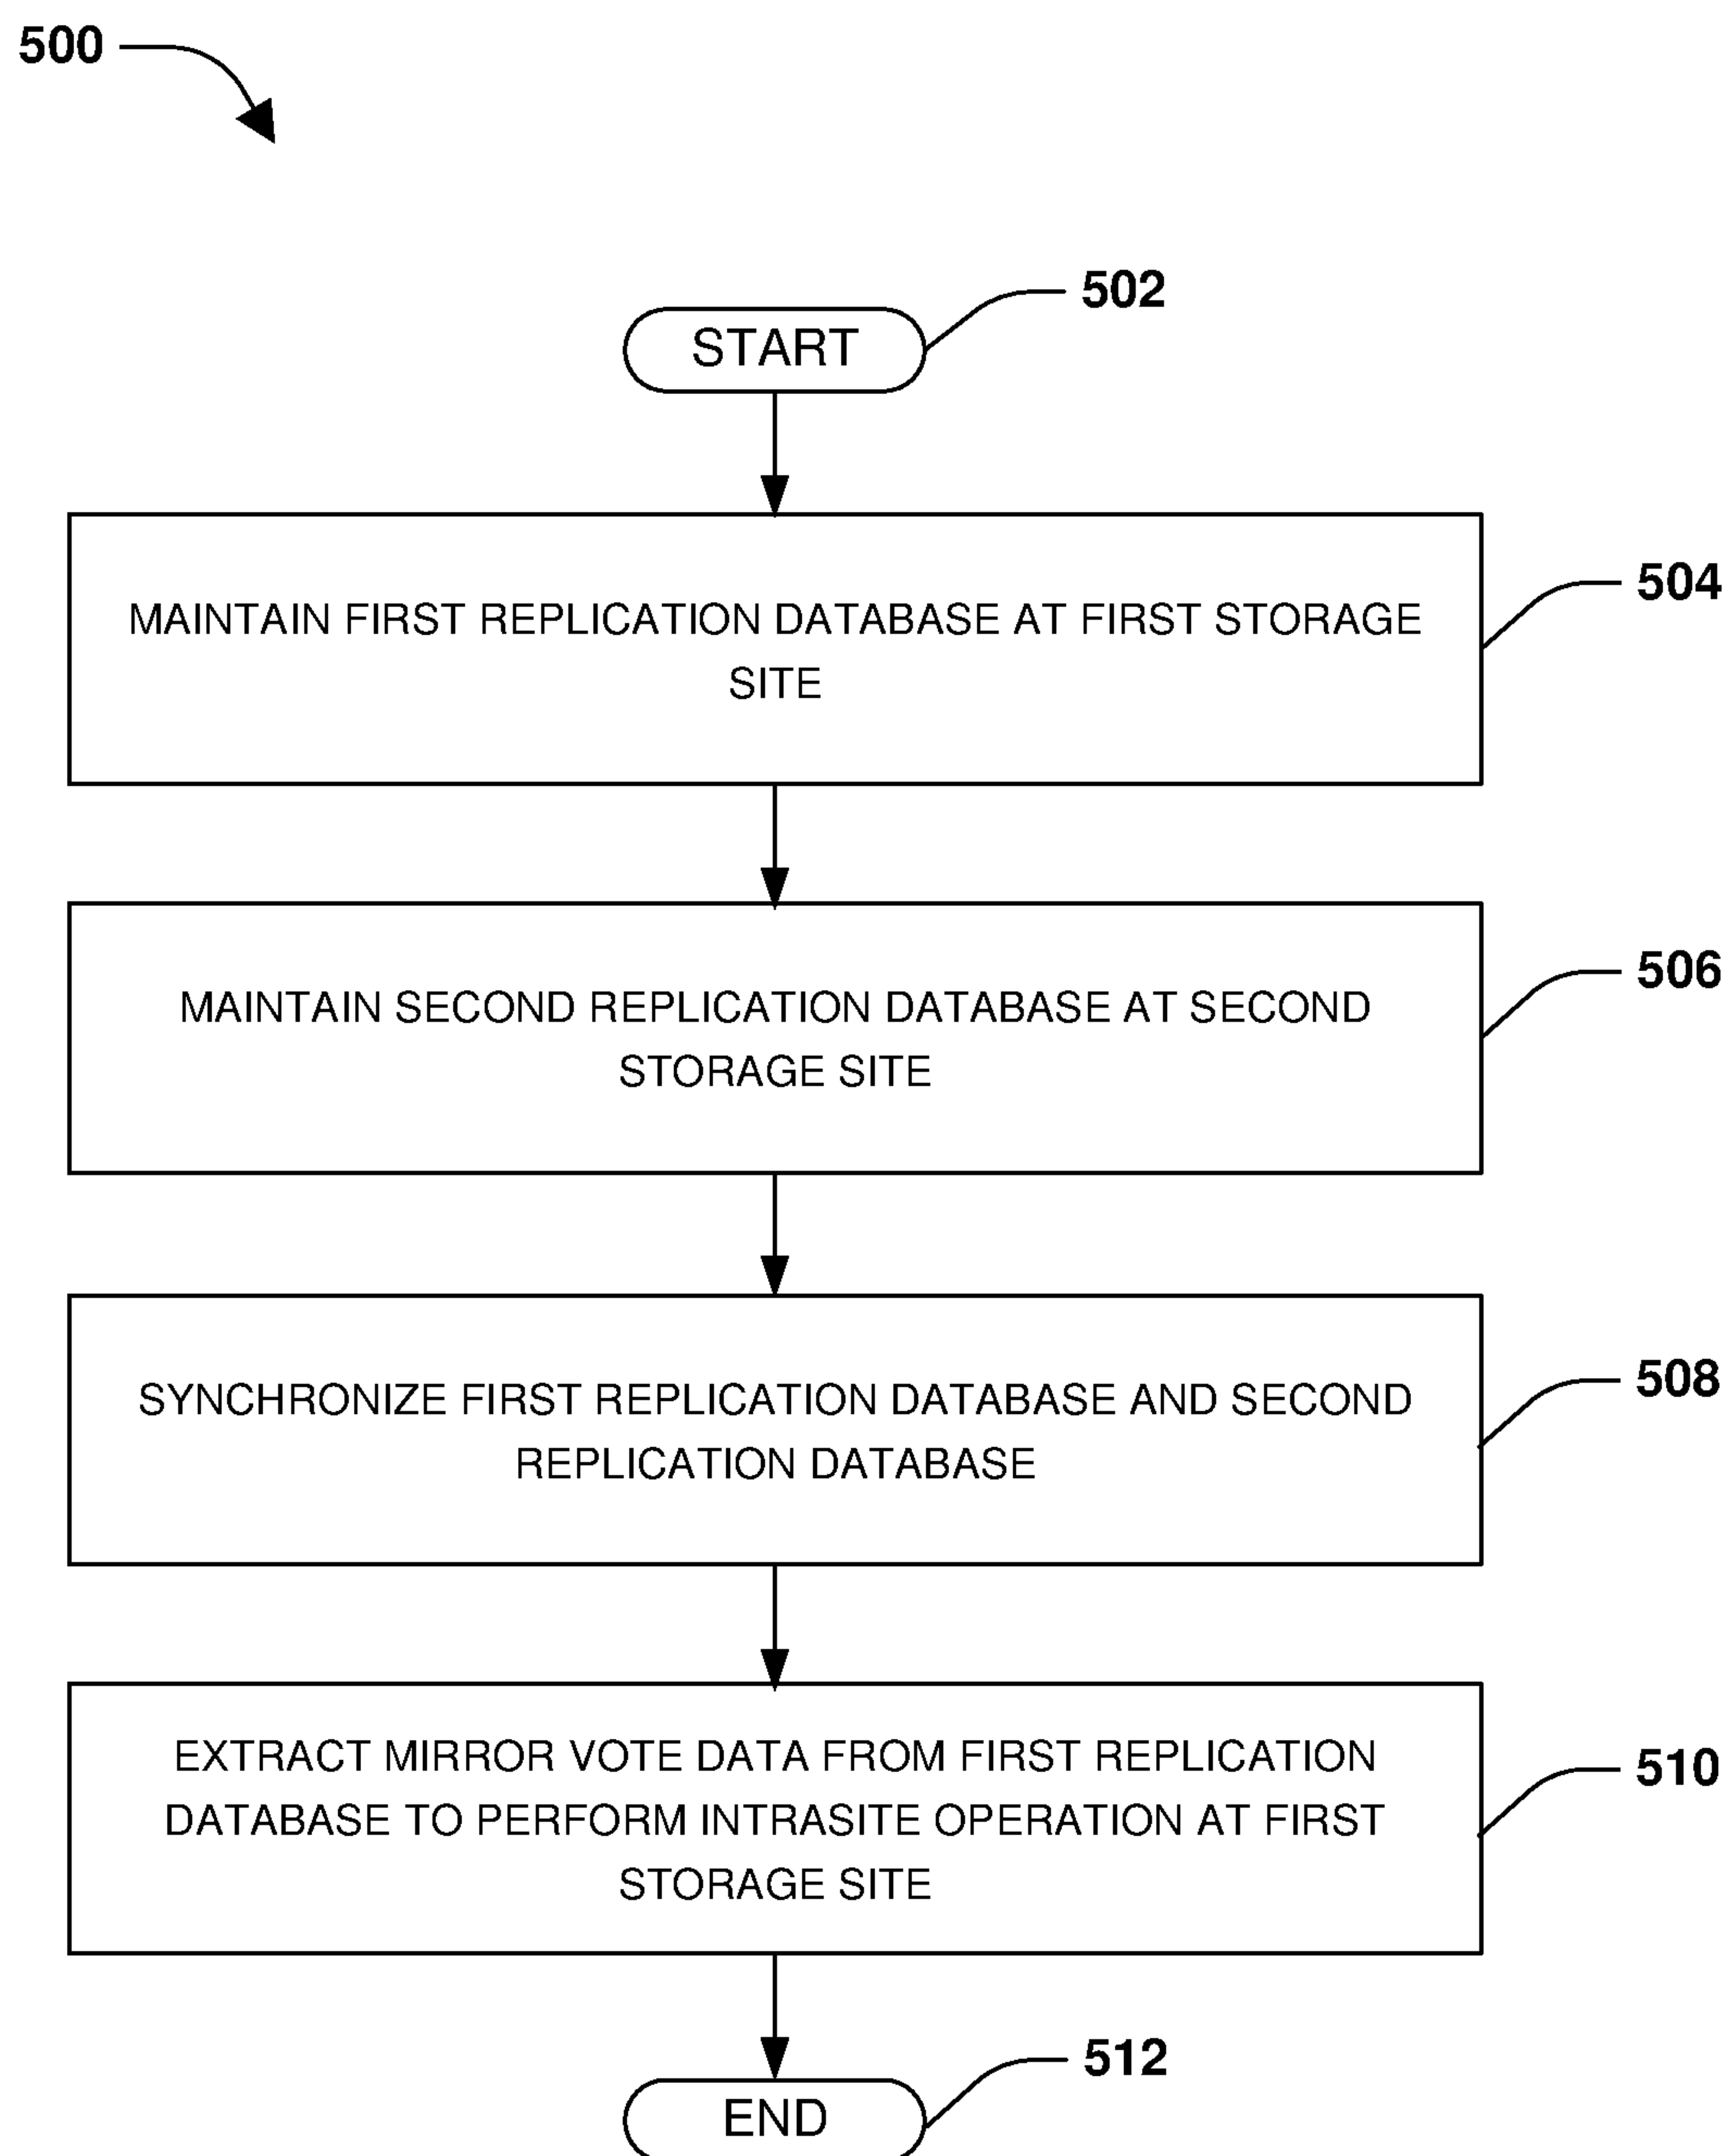 500
502
START
504
MAINTAIN FIRST REPLICATION DATABASE AT FIRST STORAGE
SITE
506
MAINTAIN SECOND REPLICATION DATABASE AT SECOND
STORAGE SITE
508
SYNCHRONIZE FIRST REPLICATION DATABASE AND SECOND
REPLICATION DATABASE
510
EXTRACT MIRROR VOTE DATA FROM FIRST REPLICATION
DATABASE TO PERFORM INTRASITE OPERATION AT FIRST
STORAGE SITE
512
END